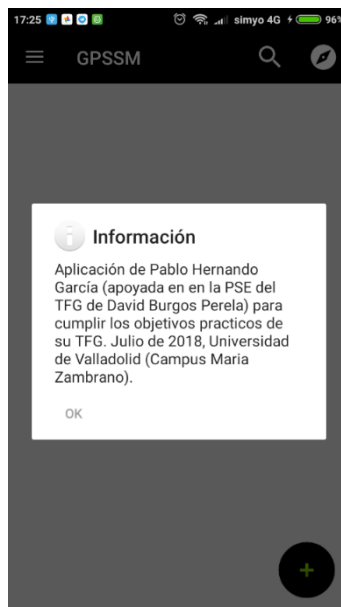 17:25 simyo 4G 96%
GPSSM
Información
Aplicación de Pablo Hernando
García (apoyada en en la PSE del
TFG de David Burgos Perela) para
cumplir los objetivos practicos de
su TFG. Julio de 2018, Universidad
de Valladolid (Campus Maria
Zambrano).
OK